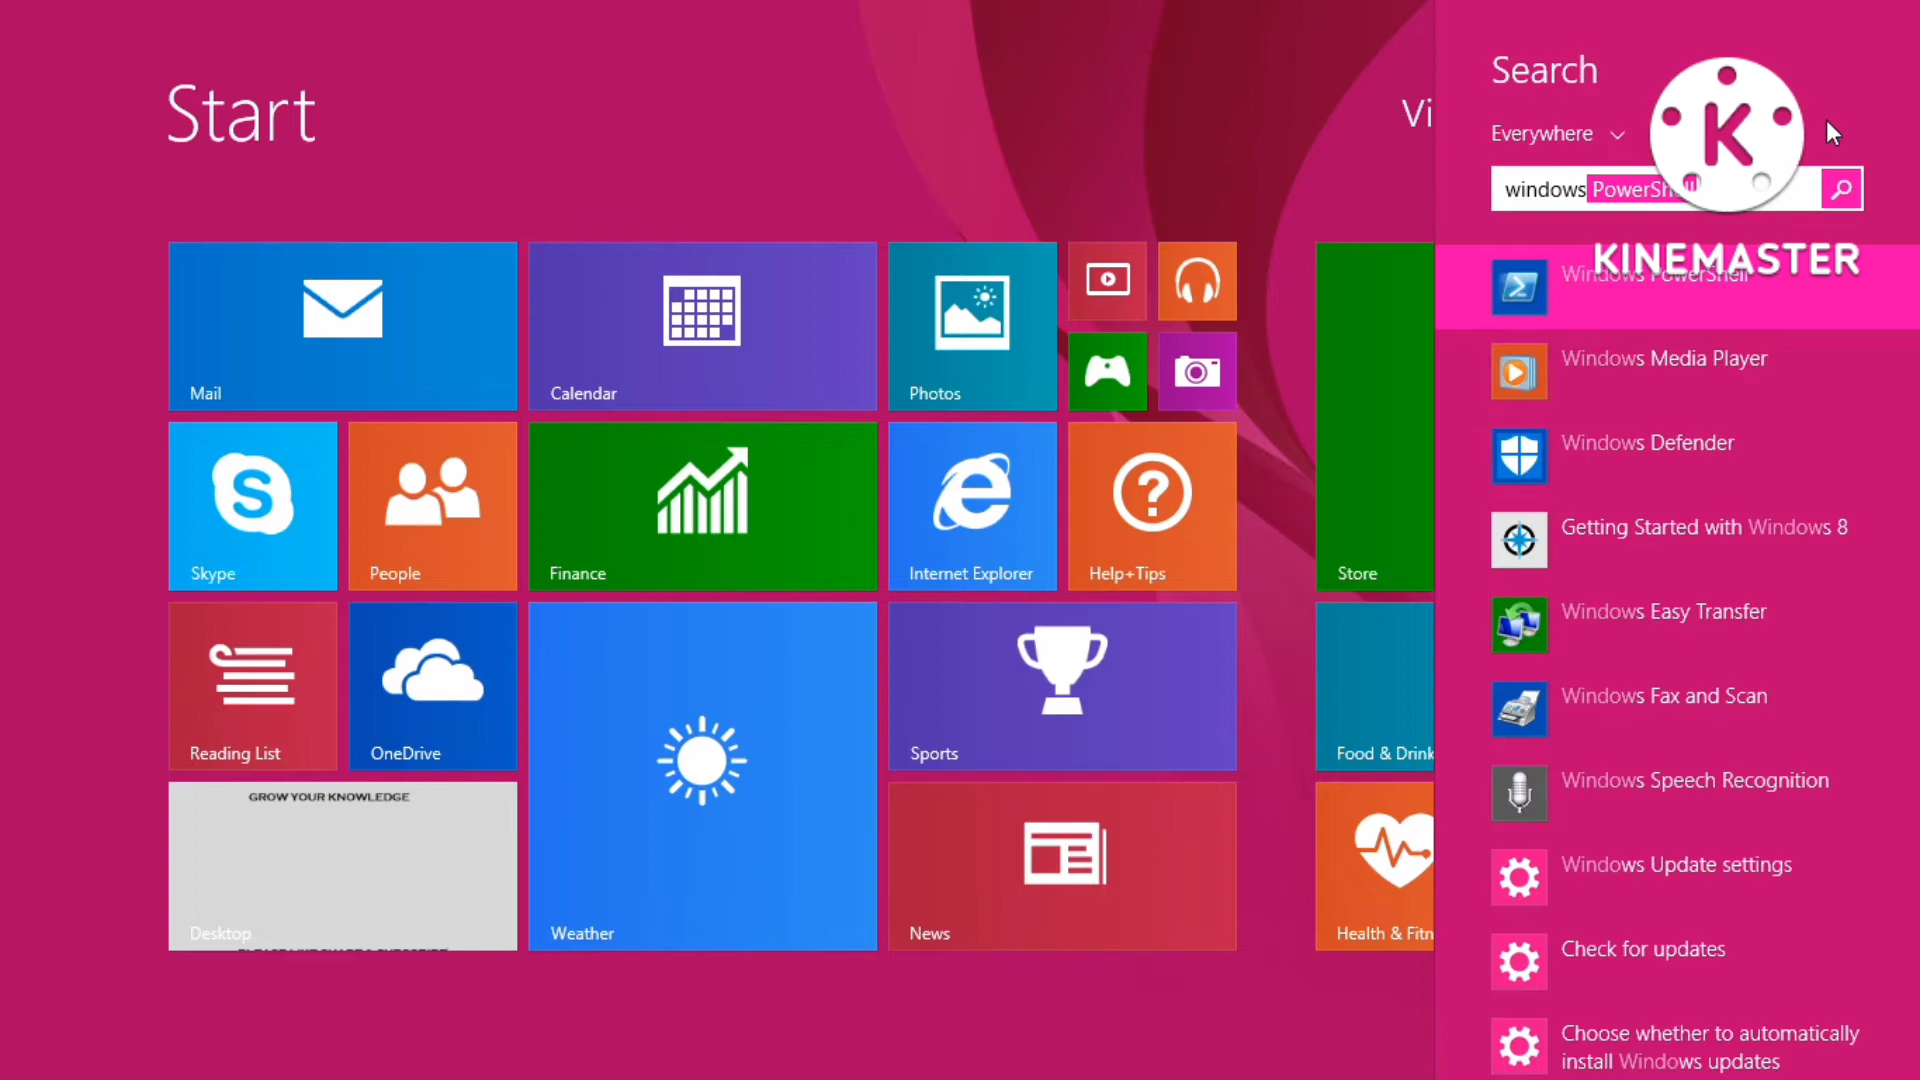 Start
Vi
Mail
Calendar
Photos
Skype
People
Finance
Internet Explorer
Help+Tips
Store
Reading List
OneDrive
Weather
Sports
Food & Drink
GROW YOUR KNOWLEDGE
Desktop
News
Health & Fitn
Search
Everywhere
windows PowerShell
K
KINEMASTER
Windows PowerShell
Windows Media Player
Windows Defender
Getting Started with Windows 8
Windows Easy Transfer
Windows Fax and Scan
Windows Speech Recognition
Windows Update settings
Check for updates
Choose whether to automatically
install Windows updates